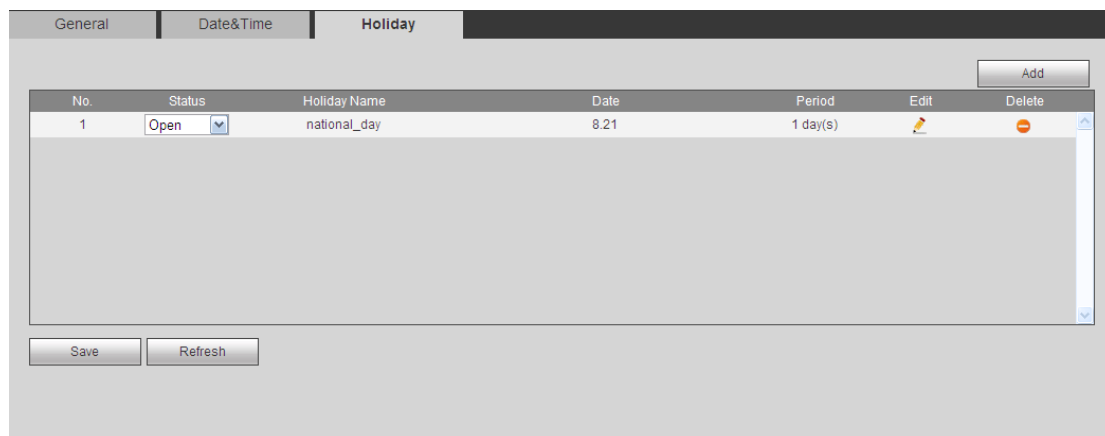 General Date&Time Holiday
Add
No. Status Holiday Name Date Period Edit Delete
1 Open national_day 8.21 1 day(s)
Save Refresh